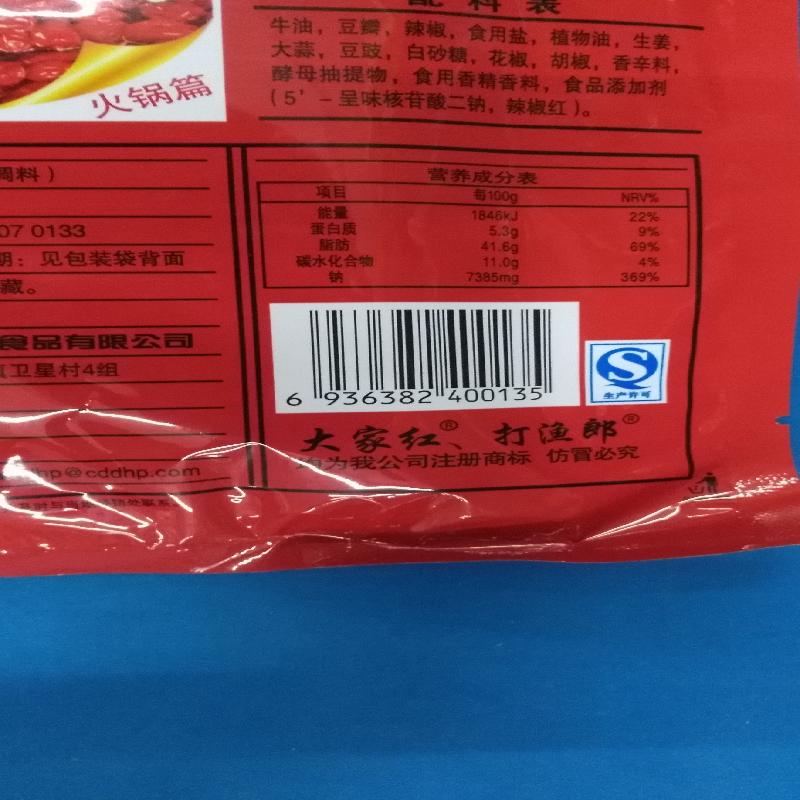 配料表
牛油，豆瓣，辣椒，食用盐，植物油，生姜，
大蒜，豆豉，白砂糖，花椒，胡椒，香辛料，
酵母抽提物，食用香精香料，食品添加剂
（5’-呈味核苷酸二钠，辣椒红）。
火锅篇
调料）
07 0133
期：见包装袋背面
藏。
食品有限公司
卫星村4组
hp@cddhp.com
营养成分表
项目 每100g NRV%
能量 1846kJ 22%
蛋白质 5.3g 9%
脂肪 41.6g 69%
碳水化合物 11.0g 4%
钠 7385mg 369%
6 936382 400135
生产许可
大家红®、打渔郎®
均为我公司注册商标 仿冒必究